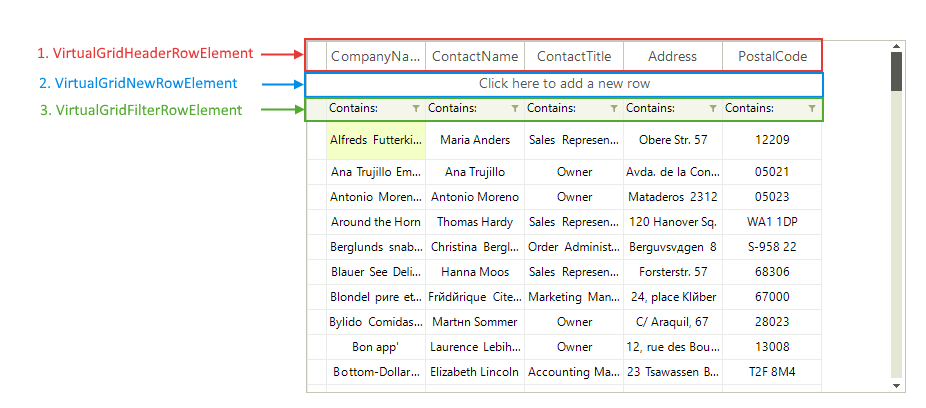 1. VirtualGridHeaderRowElement
CompanyNa... ContactName ContactTitle Address PostalCode
2. VirtualGridNewRowElement
Click here to add a new row
3. VirtualGridFilterRowElement
Contains: Contains: Contains: Contains: Contains:
Alfreds Futterki... Maria Anders Sales Represen... Obere Str. 57 12209
Ana Trujillo Em... Ana Trujillo Owner Avda. de la Con... 05021
Antonio Moren... Antonio Moreno Owner Mataderos 2312 05023
Around the Horn Thomas Hardy Sales Represen... 120 Hanover Sq. WA1 1DP
Berglunds snab... Christina Bergl... Order Administ... Berguvsvдgen 8 S-958 22
Blauer See Deli... Hanna Moos Sales Represen... Forsterstr. 57 68306
Blondel pиre et... Frйdйrique Cite... Marketing Man... 24, place Klйber 67000
Bylido Comidas... Martнn Sommer Owner C/ Araquil, 67 28023
Bon app' Laurence Lebih... Owner 12, rue des Bou... 13008
Bottom-Dollar... Elizabeth Lincoln Accounting Ma... 23 Tsawassen B... T2F 8M4